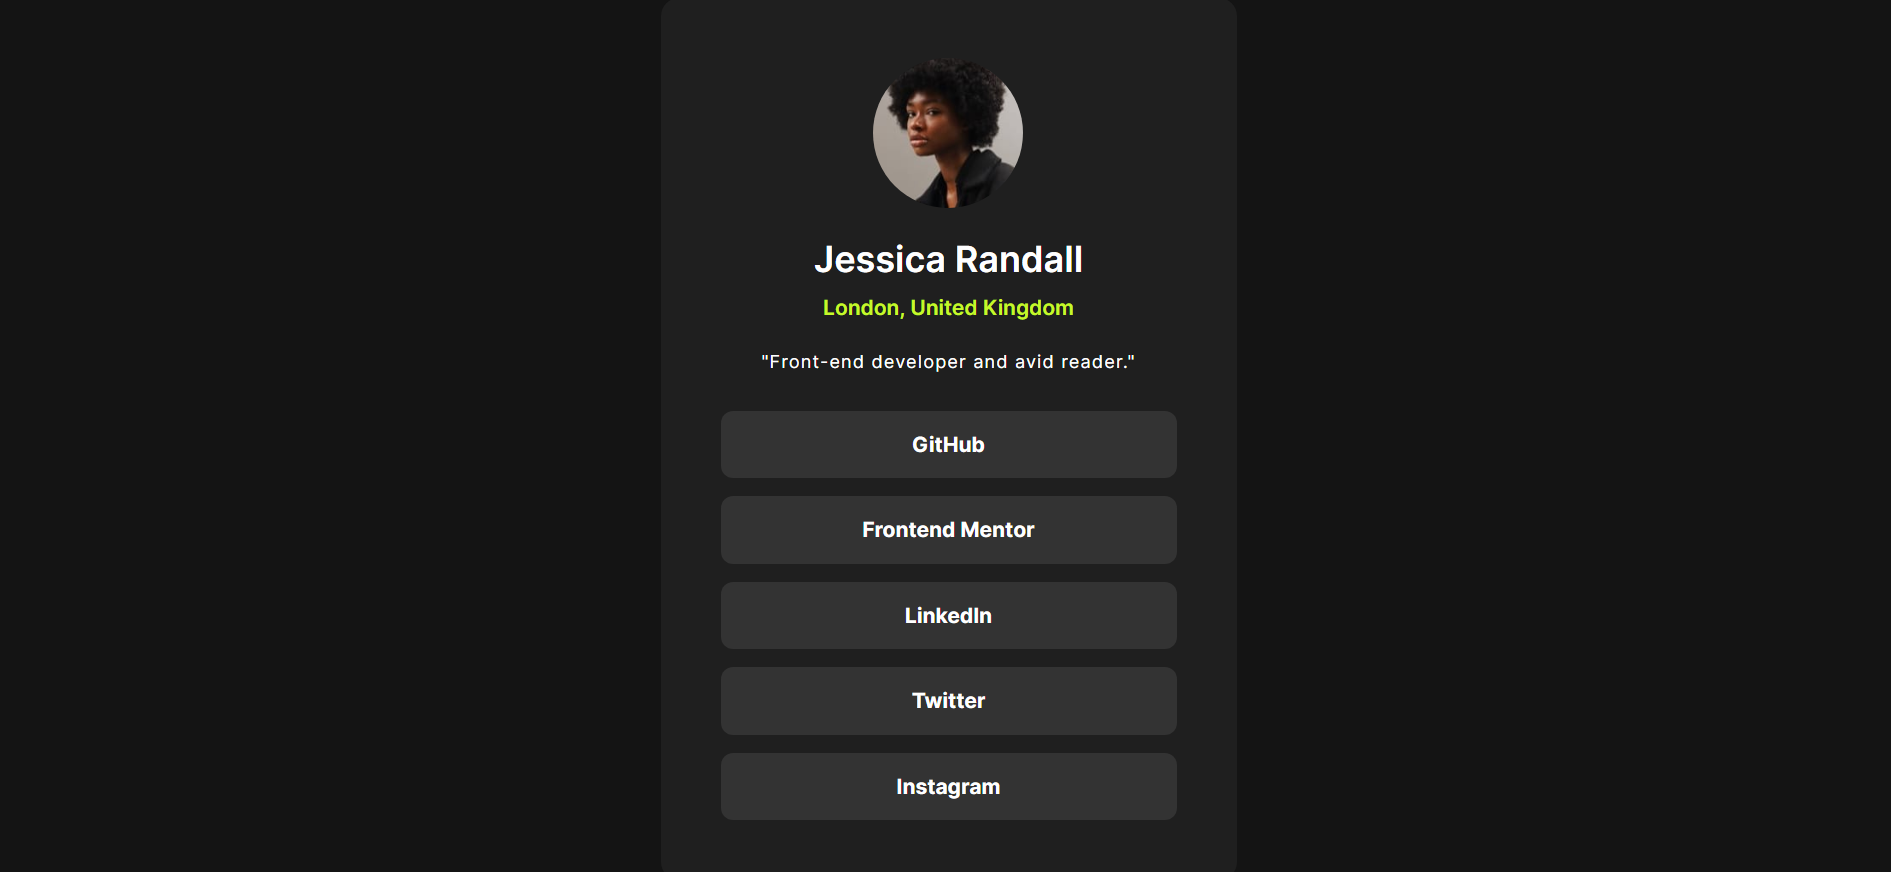 Jessica Randall
London, United Kingdom
"Front-end developer and avid reader."
GitHub
Frontend Mentor
LinkedIn
Twitter
Instagram